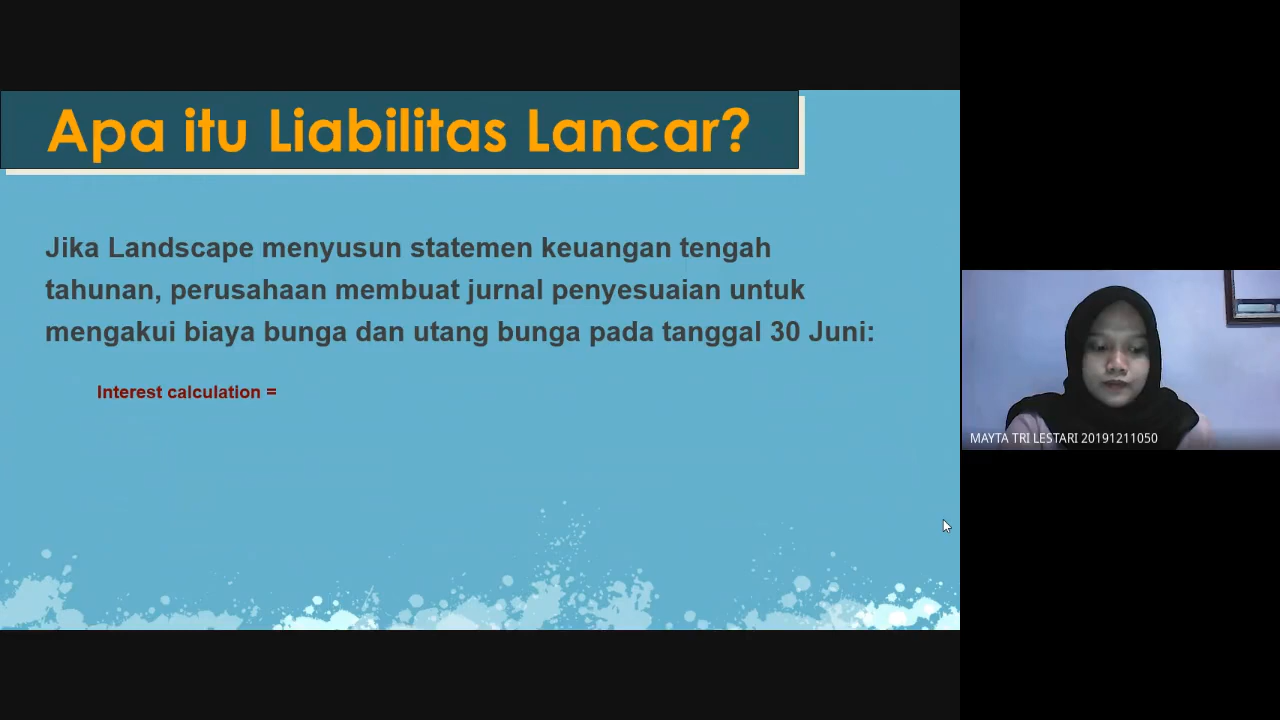 Apa itu Liabilitas Lancar?
Jika Landscape menyusun statemen keuangan tengah
tahunan, perusahaan membuat jurnal penyesuaian untuk
mengakui biaya bunga dan utang bunga pada tanggal 30 Juni:
Interest calculation =
MAYTA TRI LESTARI 20191211050